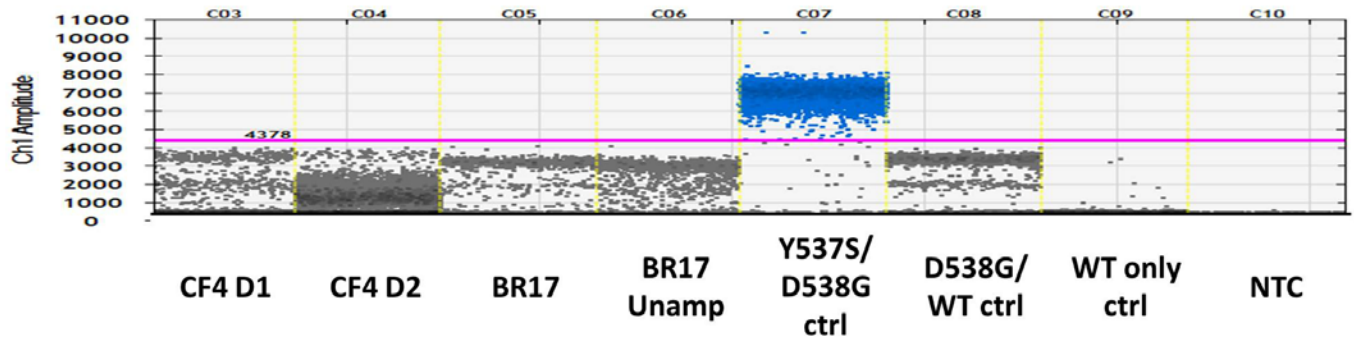 C03 C04 C05 C06 C07 C08 C09 C10
11000
10000
9000
8000
7000
6000
5000
4000
3000
2000
1000
0
Ch1 Amplitude
4378
CF4 D1
CF4 D2
BR17
BR17
Unamp
Y537S/
D538G
ctrl
D538G/
WT ctrl
WT only
ctrl
NTC